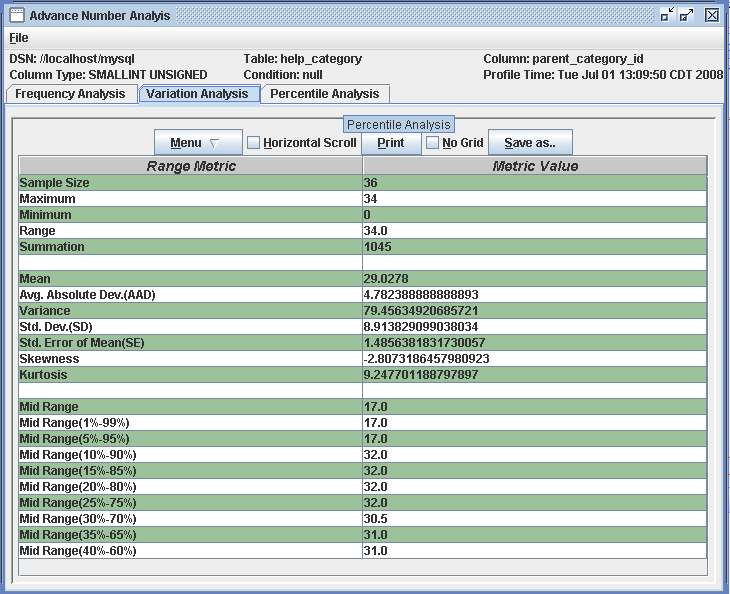 Advance Number Analyis
File
DSN: //localhost/mysql Table: help_category Column: parent_category_id
Column Type: SMALLINT UNSIGNED Condition: null Profile Time: Tue Jul 01 13:09:50 CDT 2008
Frequency Analysis Variation Analysis Percentile Analysis
Percentile Analysis
Menu Horizontal Scroll Print No Grid Save as..
Range Metric Metric Value
Sample Size 36
Maximum 34
Minimum 0
Range 34.0
Summation 1045
Mean 29.0278
Avg. Absolute Dev.(AAD) 4.782388888888893
Variance 79.45634920685721
Std. Dev.(SD) 8.913829099038034
Std. Error of Mean(SE) 1.4856381831730057
Skewness -2.8073186457980923
Kurtosis 9.247701188797897
Mid Range 17.0
Mid Range(1%-99%) 17.0
Mid Range(5%-95%) 17.0
Mid Range(10%-90%) 32.0
Mid Range(15%-85%) 32.0
Mid Range(20%-80%) 32.0
Mid Range(25%-75%) 32.0
Mid Range(30%-70%) 30.5
Mid Range(35%-65%) 31.0
Mid Range(40%-60%) 31.0